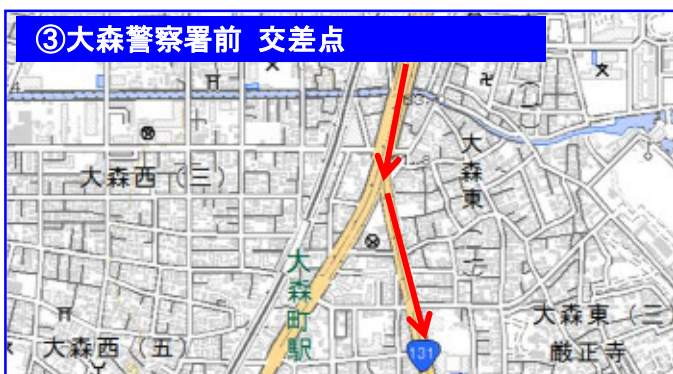 ③大森警察署前 交差点
大森西(三)
大森東
(二)
大森町駅
大森東(三)
厳正寺
大森西(五)
131